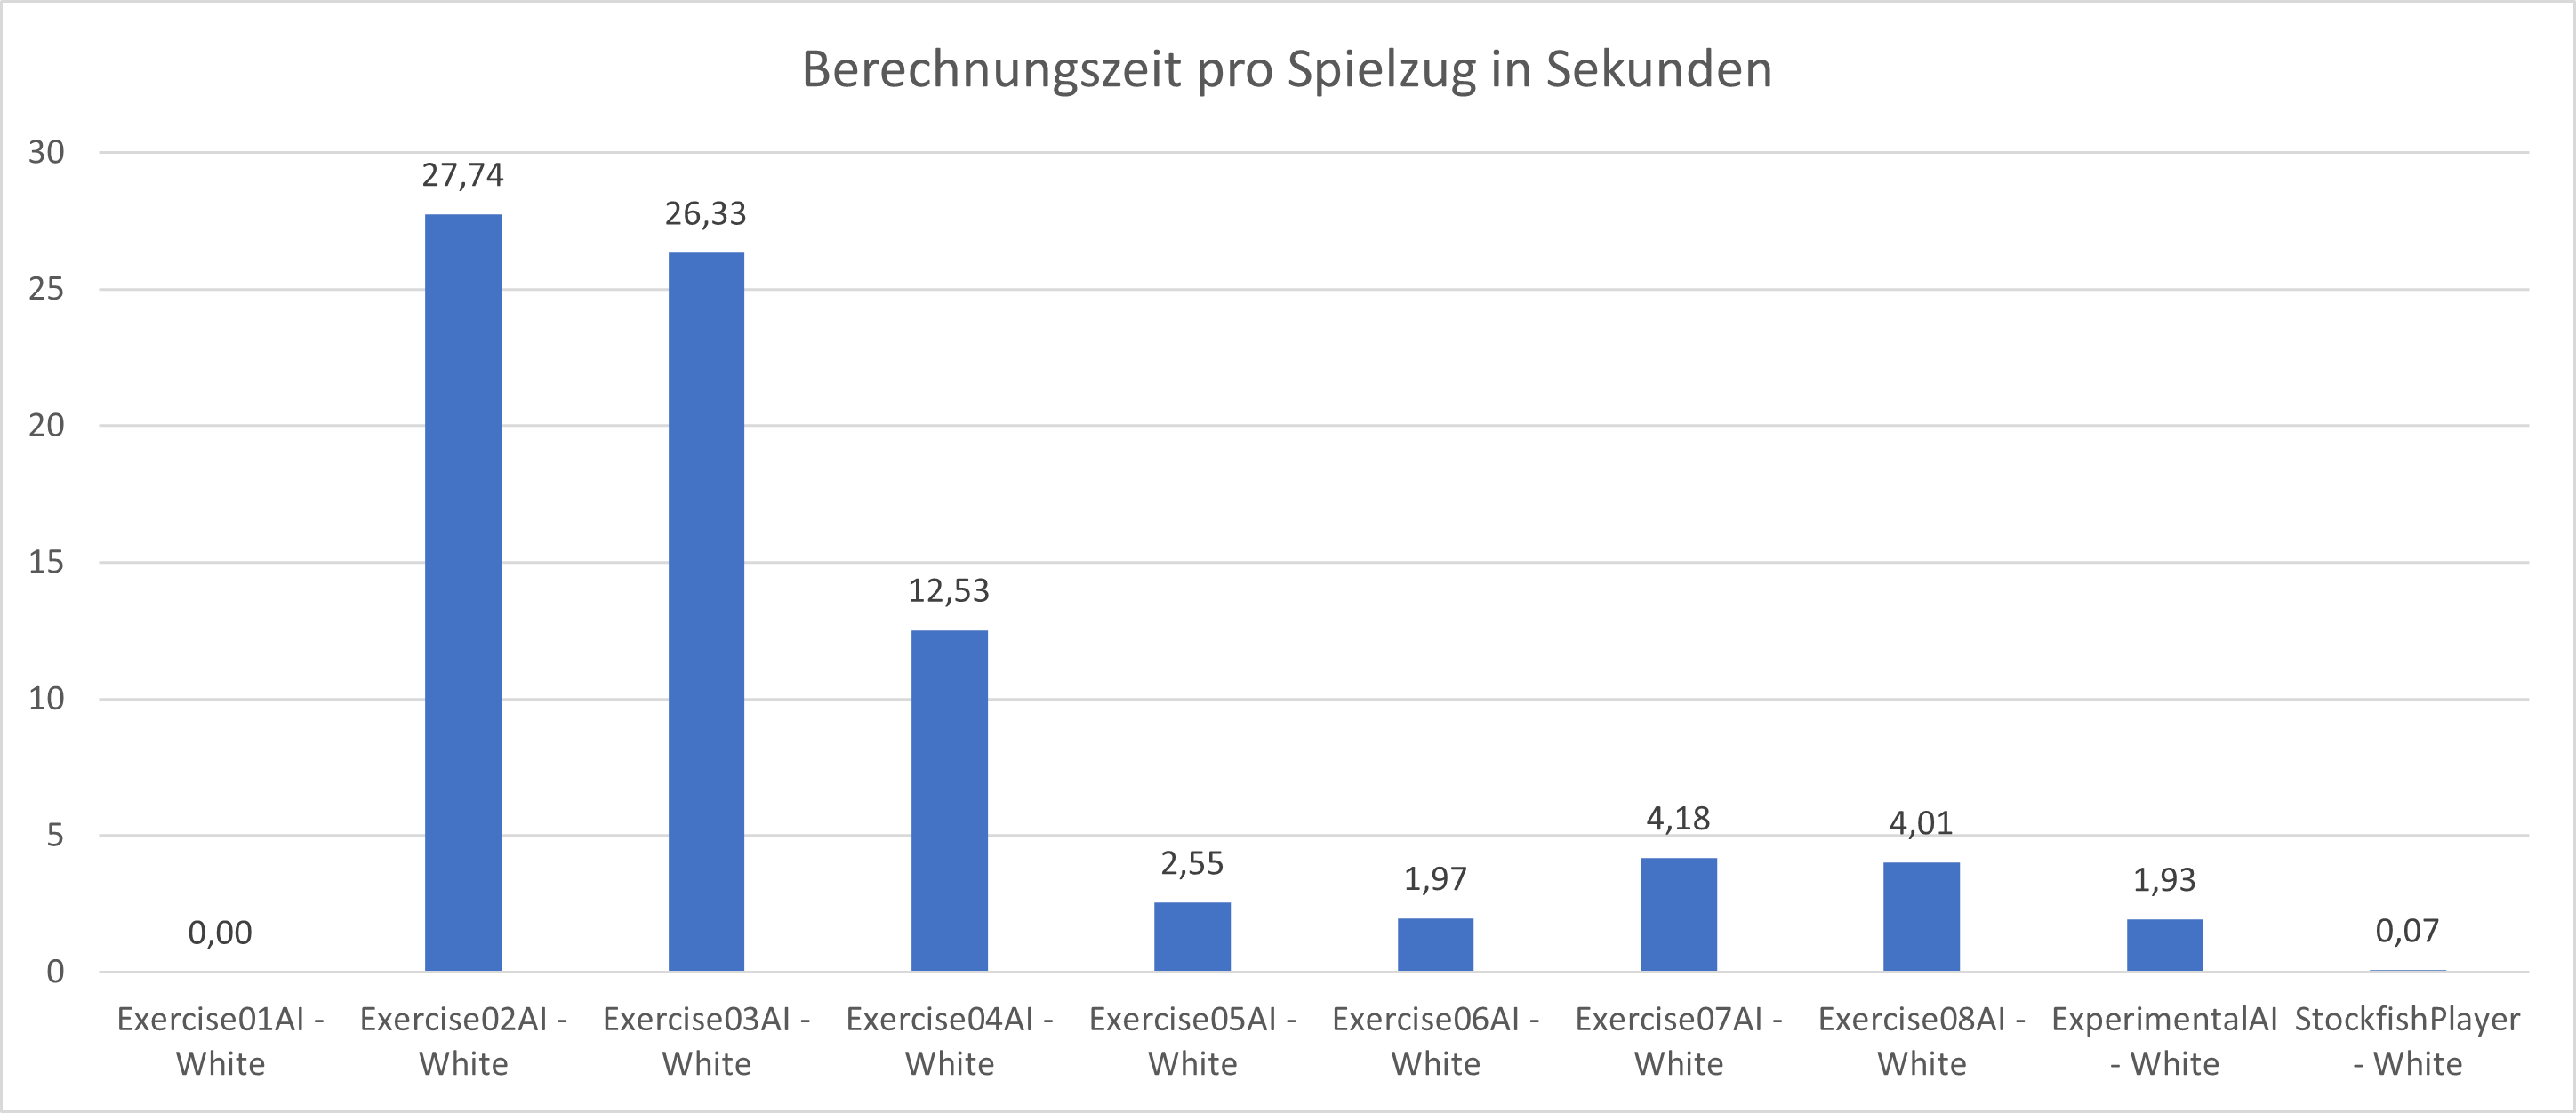 Berechnungszeit pro Spielzug in Sekunden
30
25
20
15
10
5
0
0,00
27,74
26,33
12,53
2,55
1,97
4,18
4,01
1,93
0,07
Exercise01AI -
White
Exercise02AI -
White
Exercise03AI -
White
Exercise04AI -
White
Exercise05AI -
White
Exercise06AI -
White
Exercise07AI -
White
Exercise08AI -
White
ExperimentalAI
- White
StockfishPlayer
- White